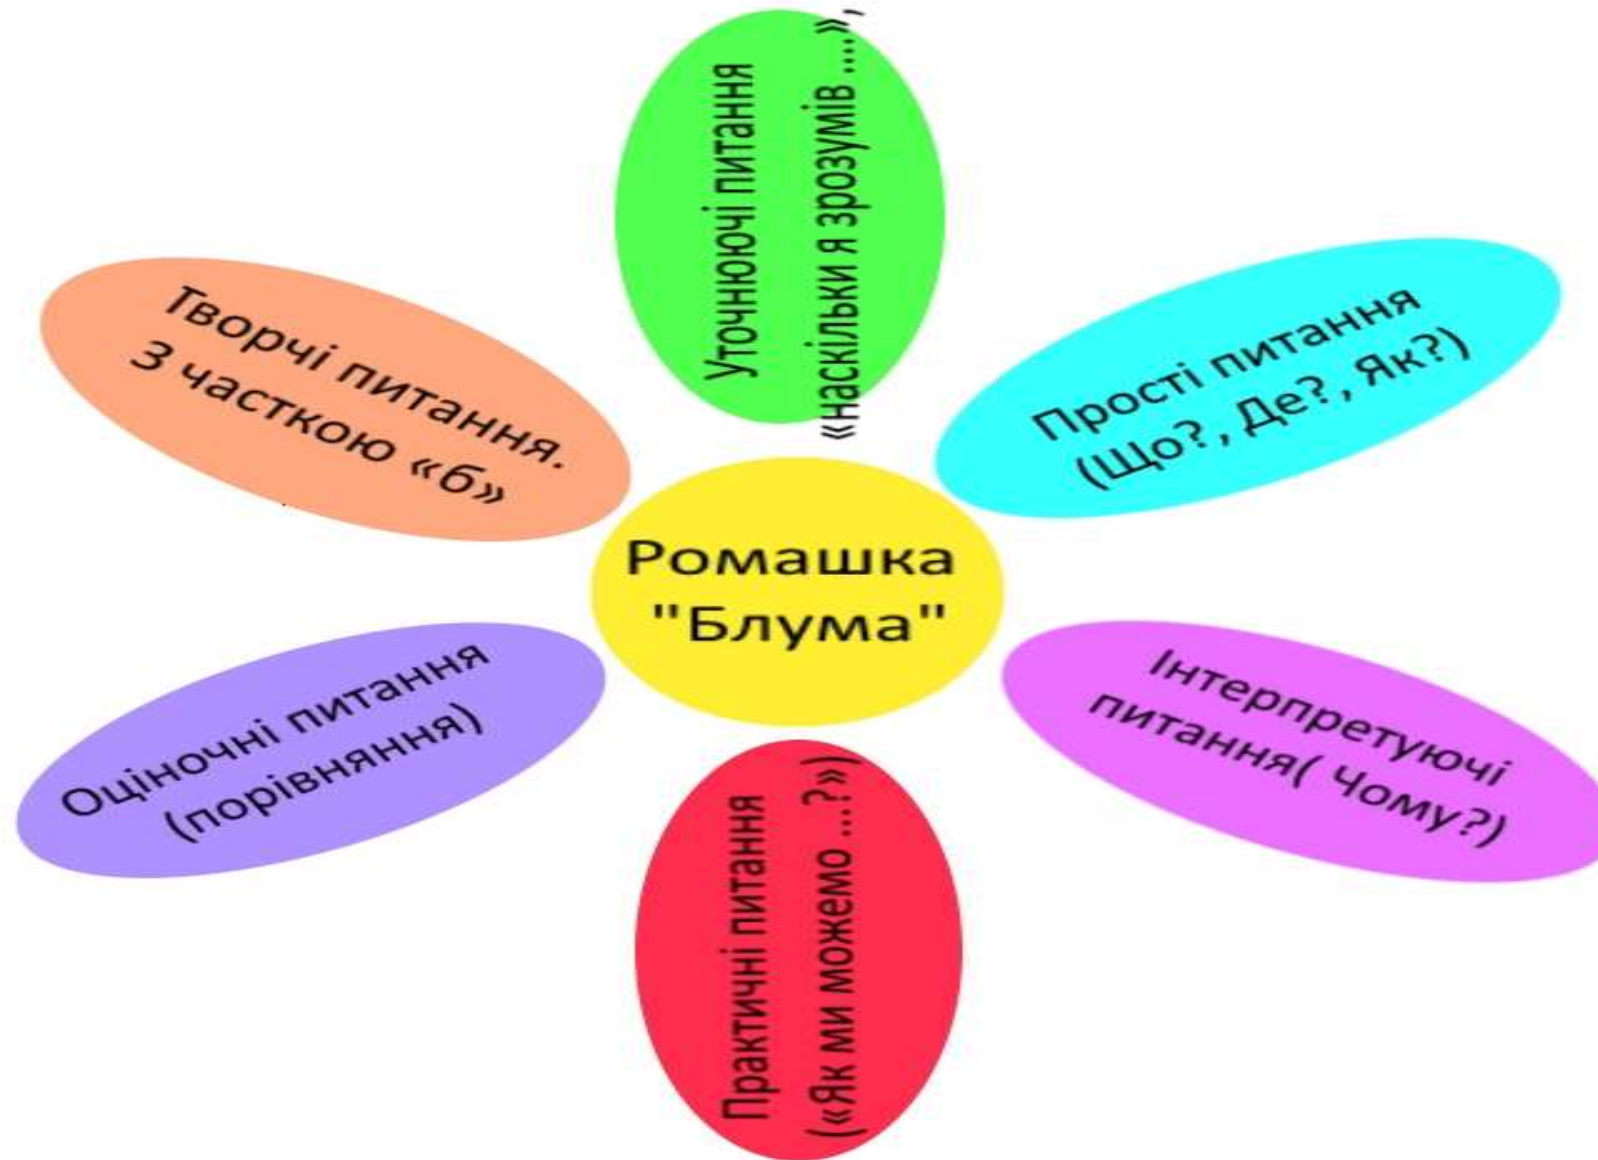 Уточнюючі питання
«наскільки я зрозумів ....»,
Прості питання
(Що?, Де?, Як?)
Творчі питання.
З часткою «б»
Ромашка
"Блума"
Інтерпретуючі
питання( Чому?)
Оціночні питання
(порівняння)
Практичні питання
(«Як ми можемо ...?»)